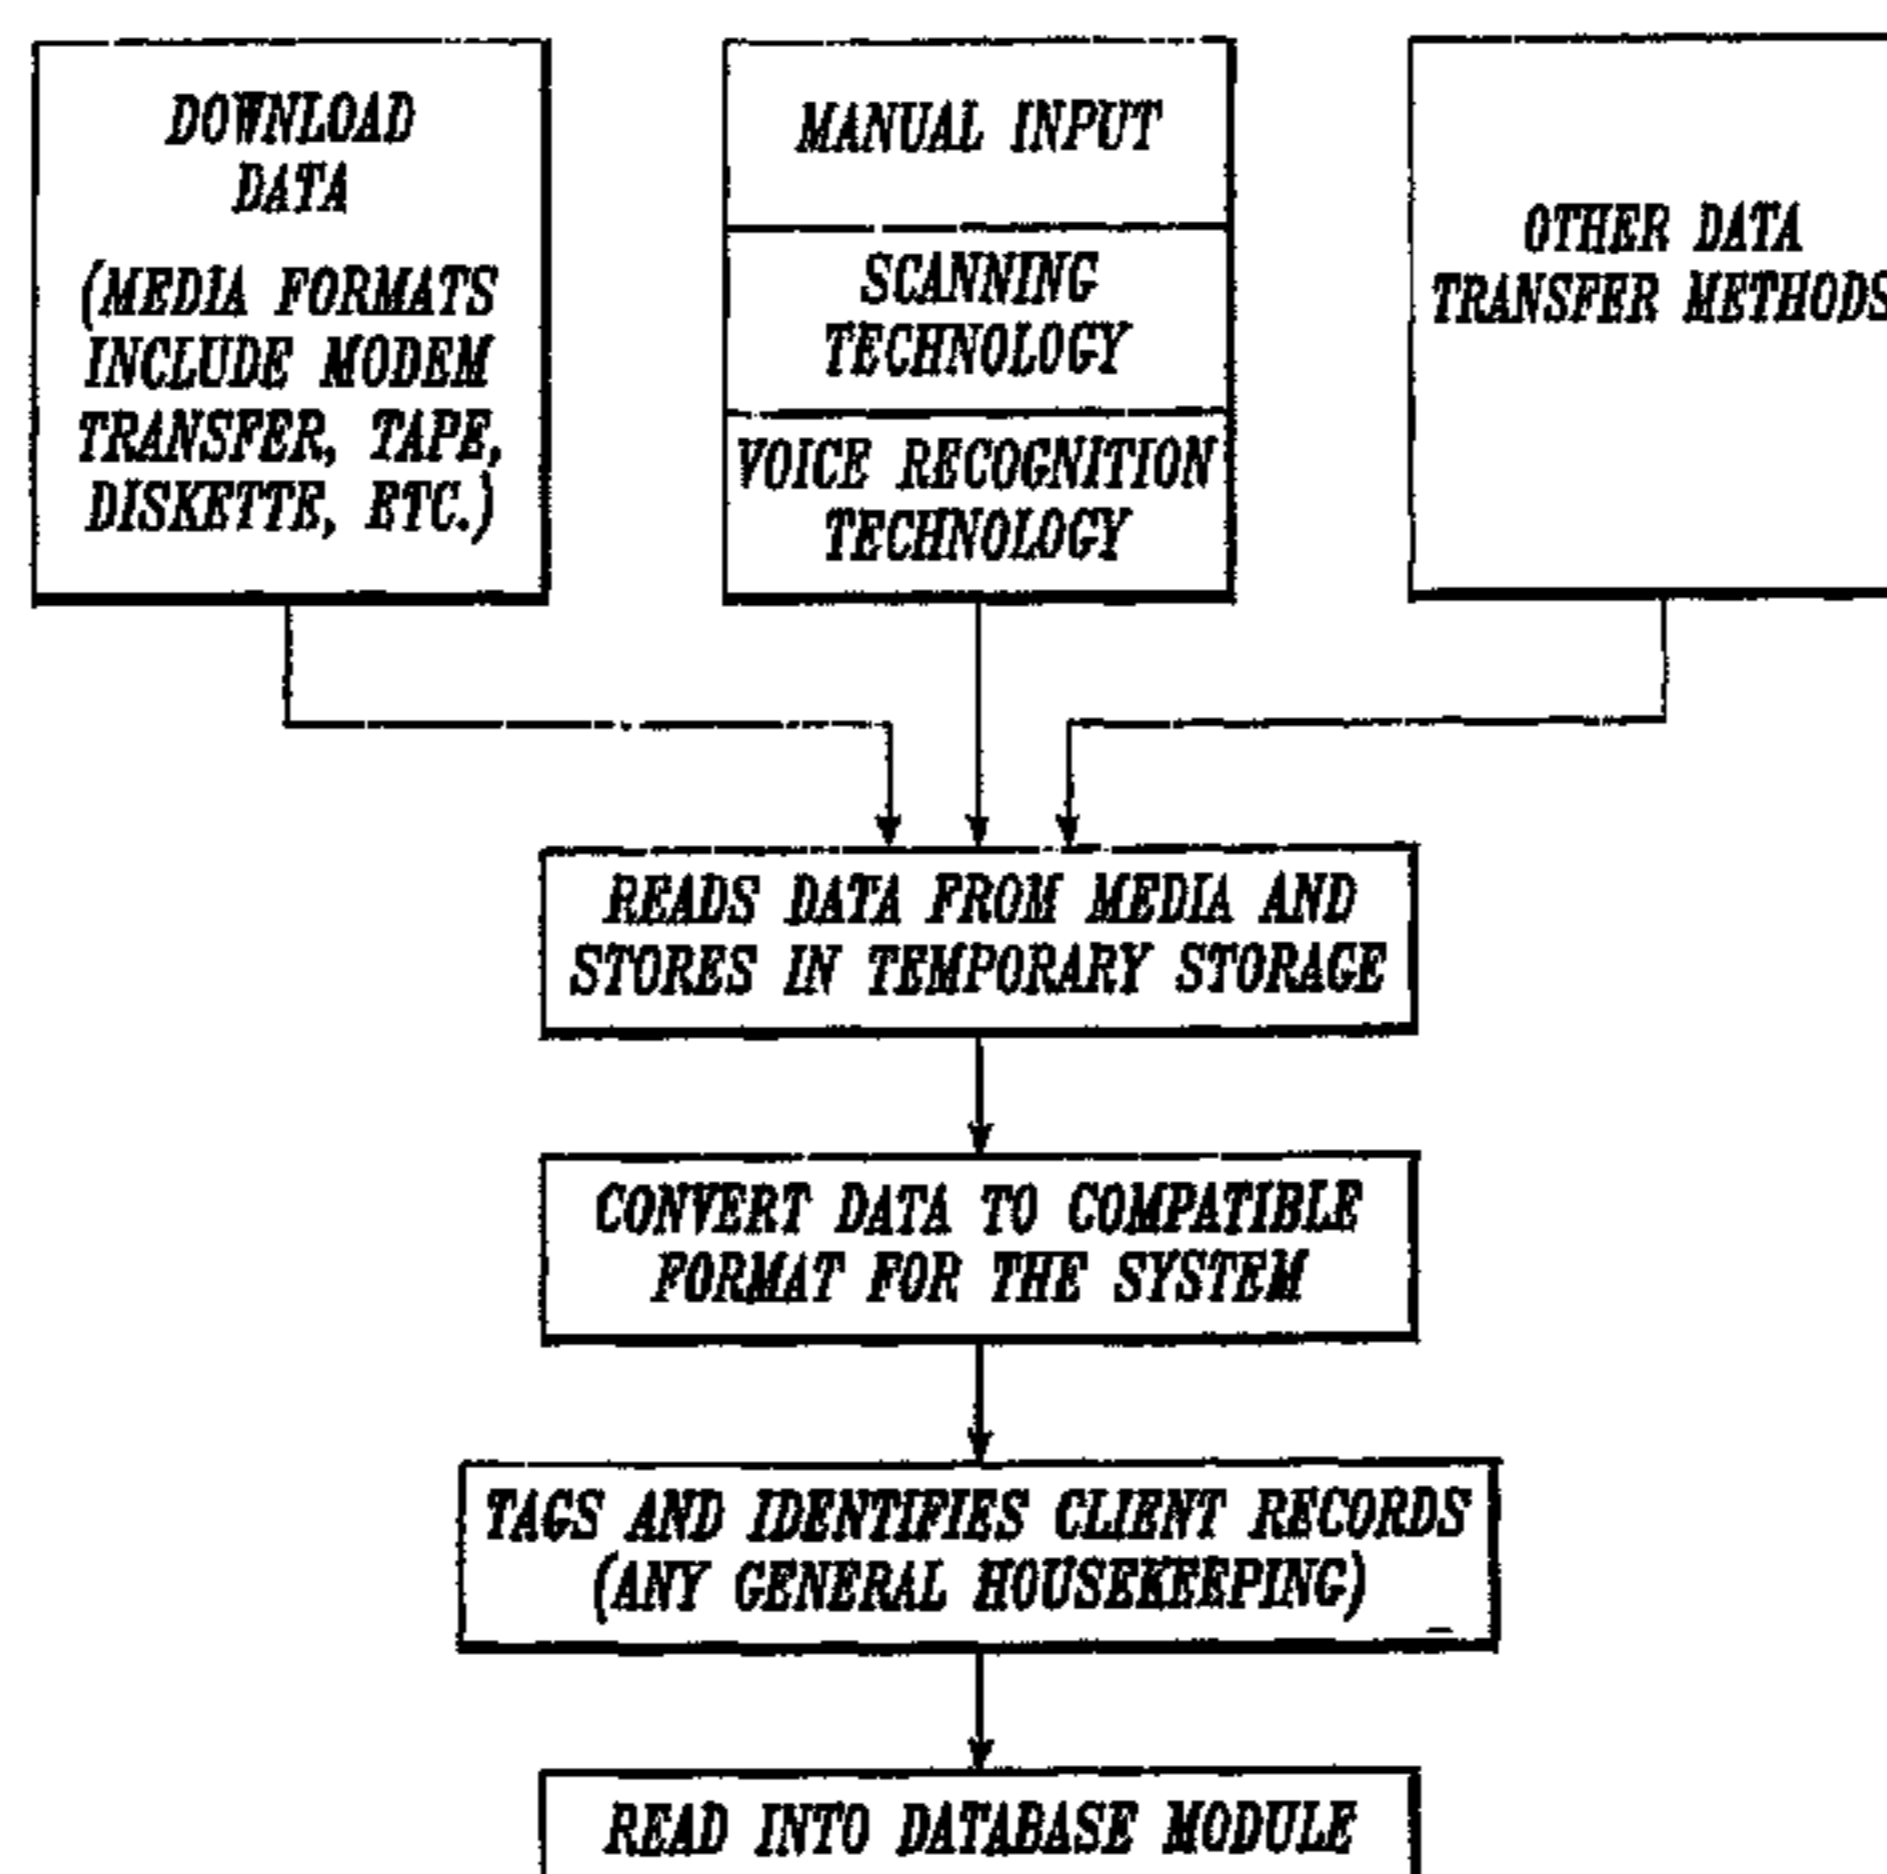 DOWNLOAD
DATA
(MEDIA FORMATS
INCLUDE MODEM
TRANSFER, TAPE,
DISKETTE, ETC.)
MANUAL INPUT
SCANNING
TECHNOLOGY
VOICE RECOGNITION
TECHNOLOGY
OTHER DATA
TRANSFER METHODS
READS DATA FROM MEDIA AND
STORES IN TEMPORARY STORAGE
CONVERT DATA TO COMPATIBLE
FORMAT FOR THE SYSTEM
TAGS AND IDENTIFIES CLIENT RECORDS
(ANY GENERAL HOUSEKEEPING)
READ INTO DATABASE MODULE